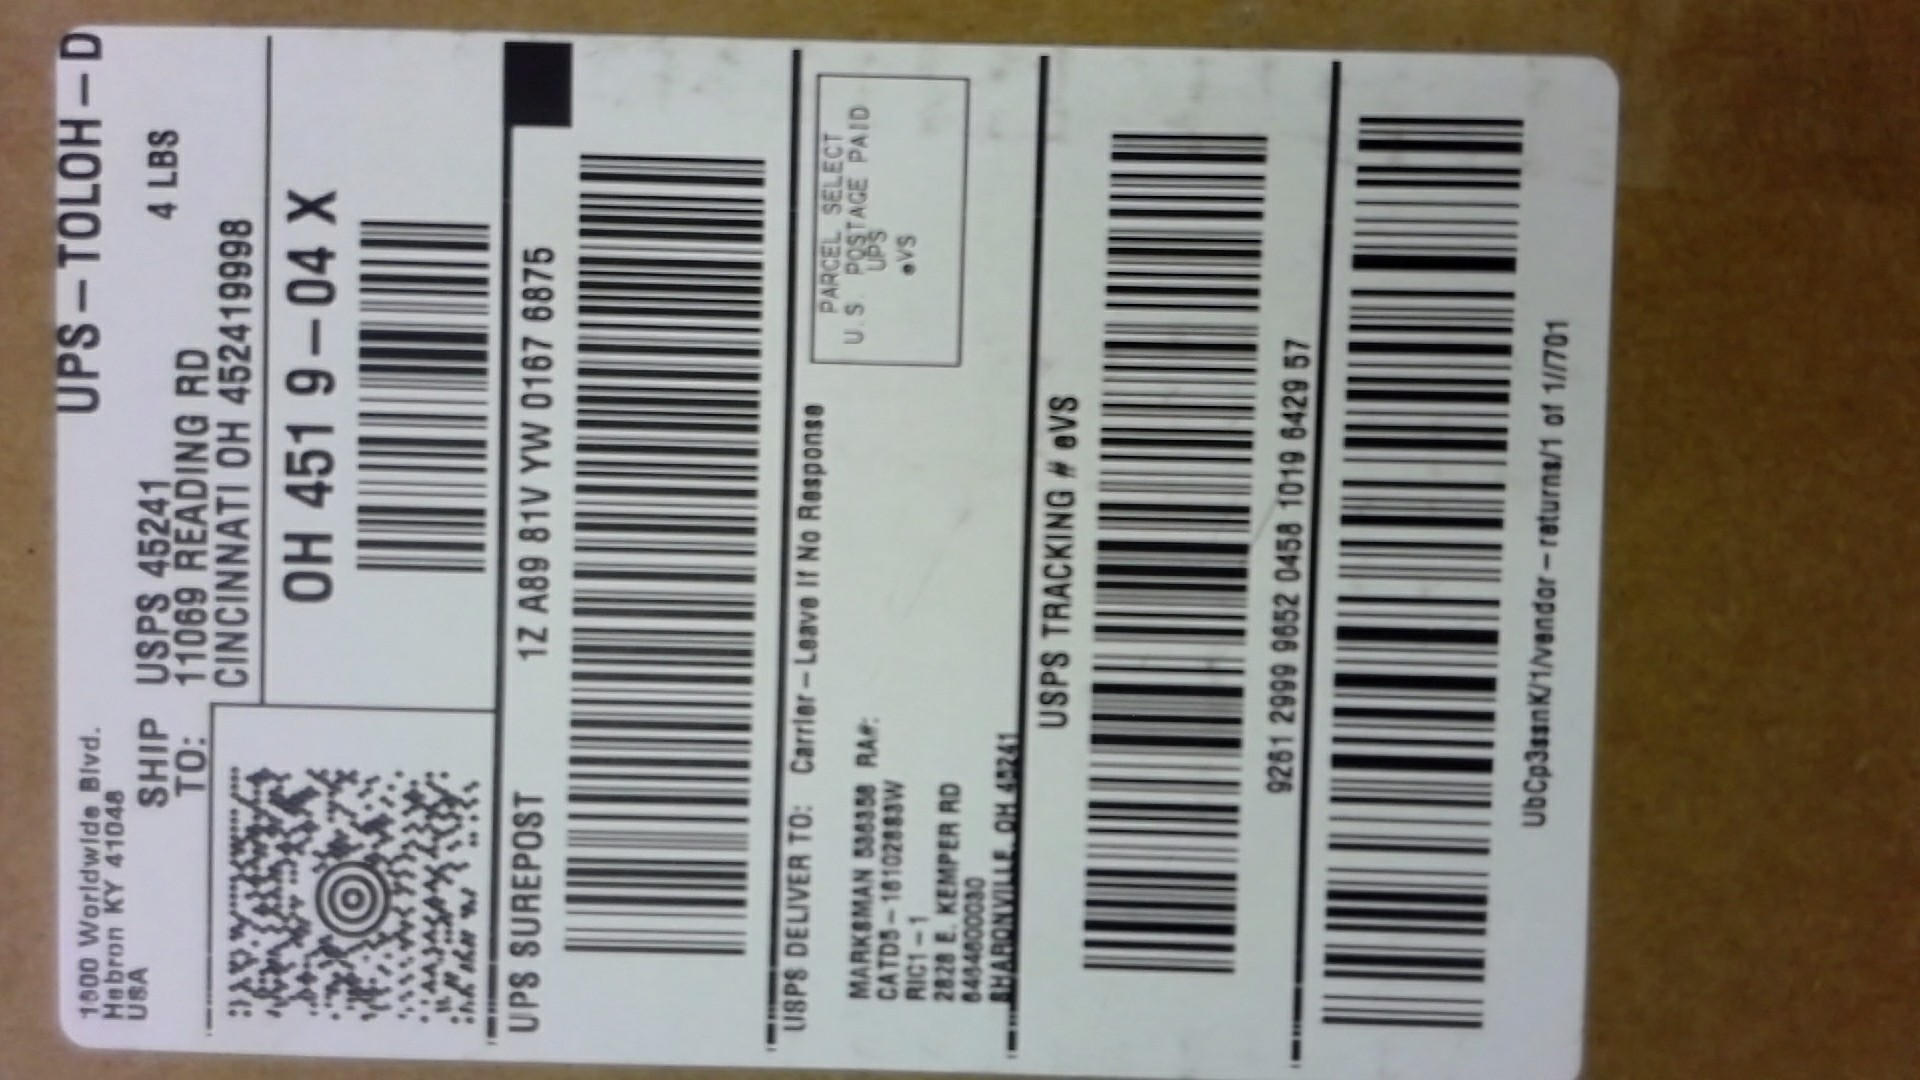 UPS-TOLOH-D
Hebron KY 41048
USA
4 LBS
SHIP TO:
USPS 45241
11069 READING RD
CINCINNATI OH 452419998
OH 451 9-04 X
UPS SUREPOST
1Z A89 81V YW 0167 6875
USPS DELIVER TO:
Carrier-Leave If No Response
PARCEL SELECT
U.S. POSTAGE PAID
UPS
eVS
MARKSMAN RA#:
RIC1-1
2828 E. KEMPER RD
SHARONVILLE, OH 45241
USPS TRACKING # eVS
9261 2999 9652 0458 1019 6429 57
UbCp3ssnK/1/vendor-returns/1 of 1//701